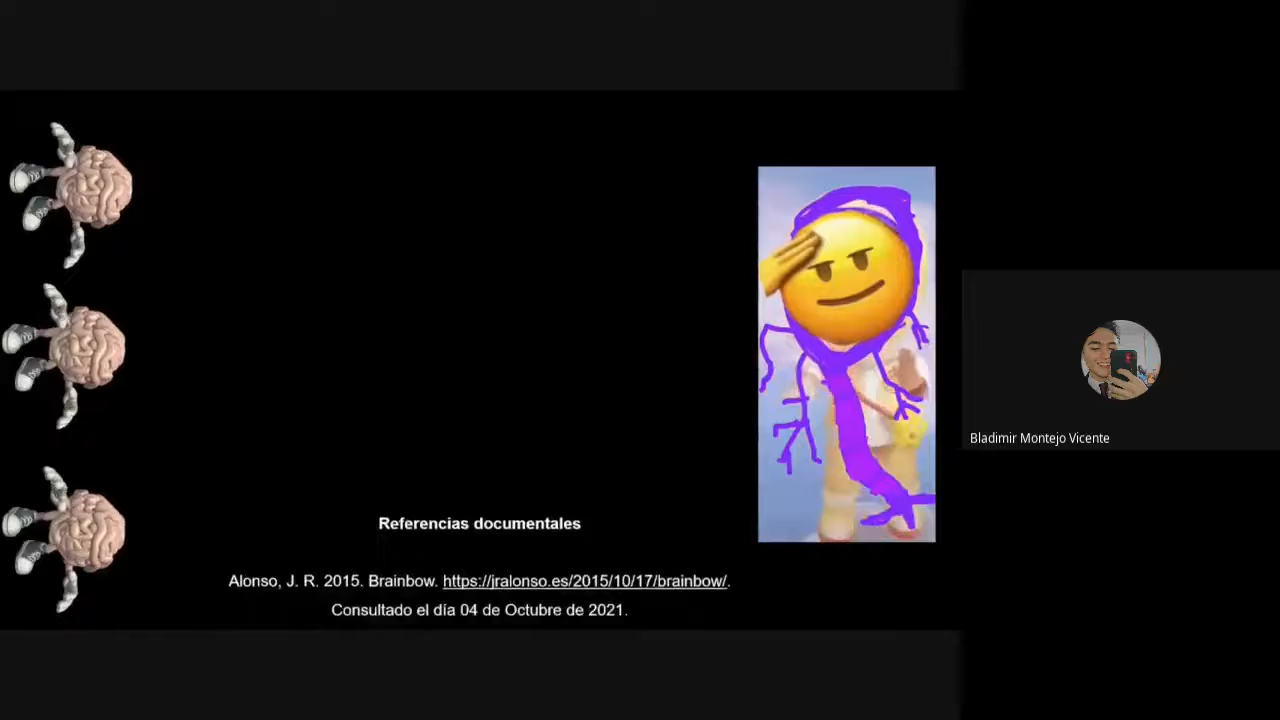 Referencias documentales
Alonso, J. R. 2015. Brainbow. https://jralonso.es/2015/10/17/brainbow/.
Consultado el día 04 de Octubre de 2021.
Bladimir Montejo Vicente